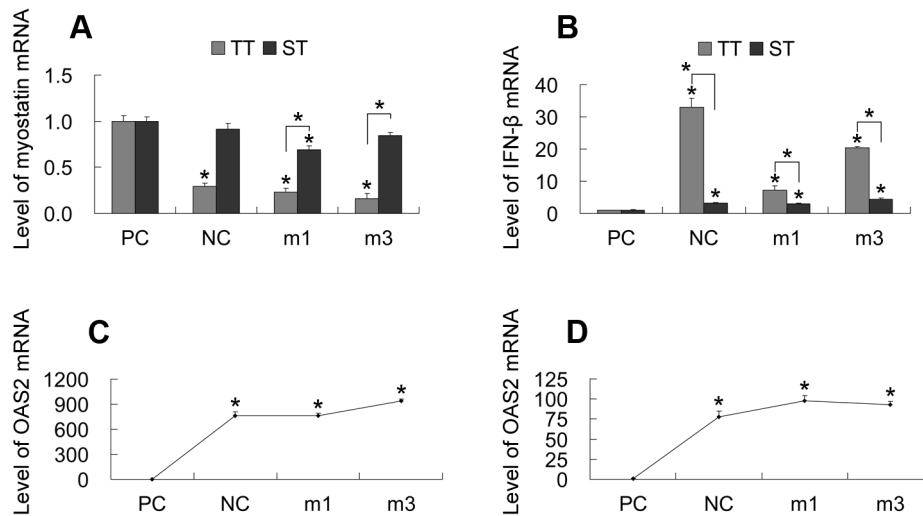 A
TT ST
Level of myostatin mRNA
1.5
1.0
0.5
0.0
* * * * * *
PC NC m1 m3
B
TT ST
Level of IFN-β mRNA
40
30
20
10
0
* * * * * * * * *
PC NC m1 m3
C
Level of OAS2 mRNA
1200
900
600
300
0
* * *
PC NC m1 m3
D
Level of OAS2 mRNA
125
100
75
50
25
0
* * *
PC NC m1 m3